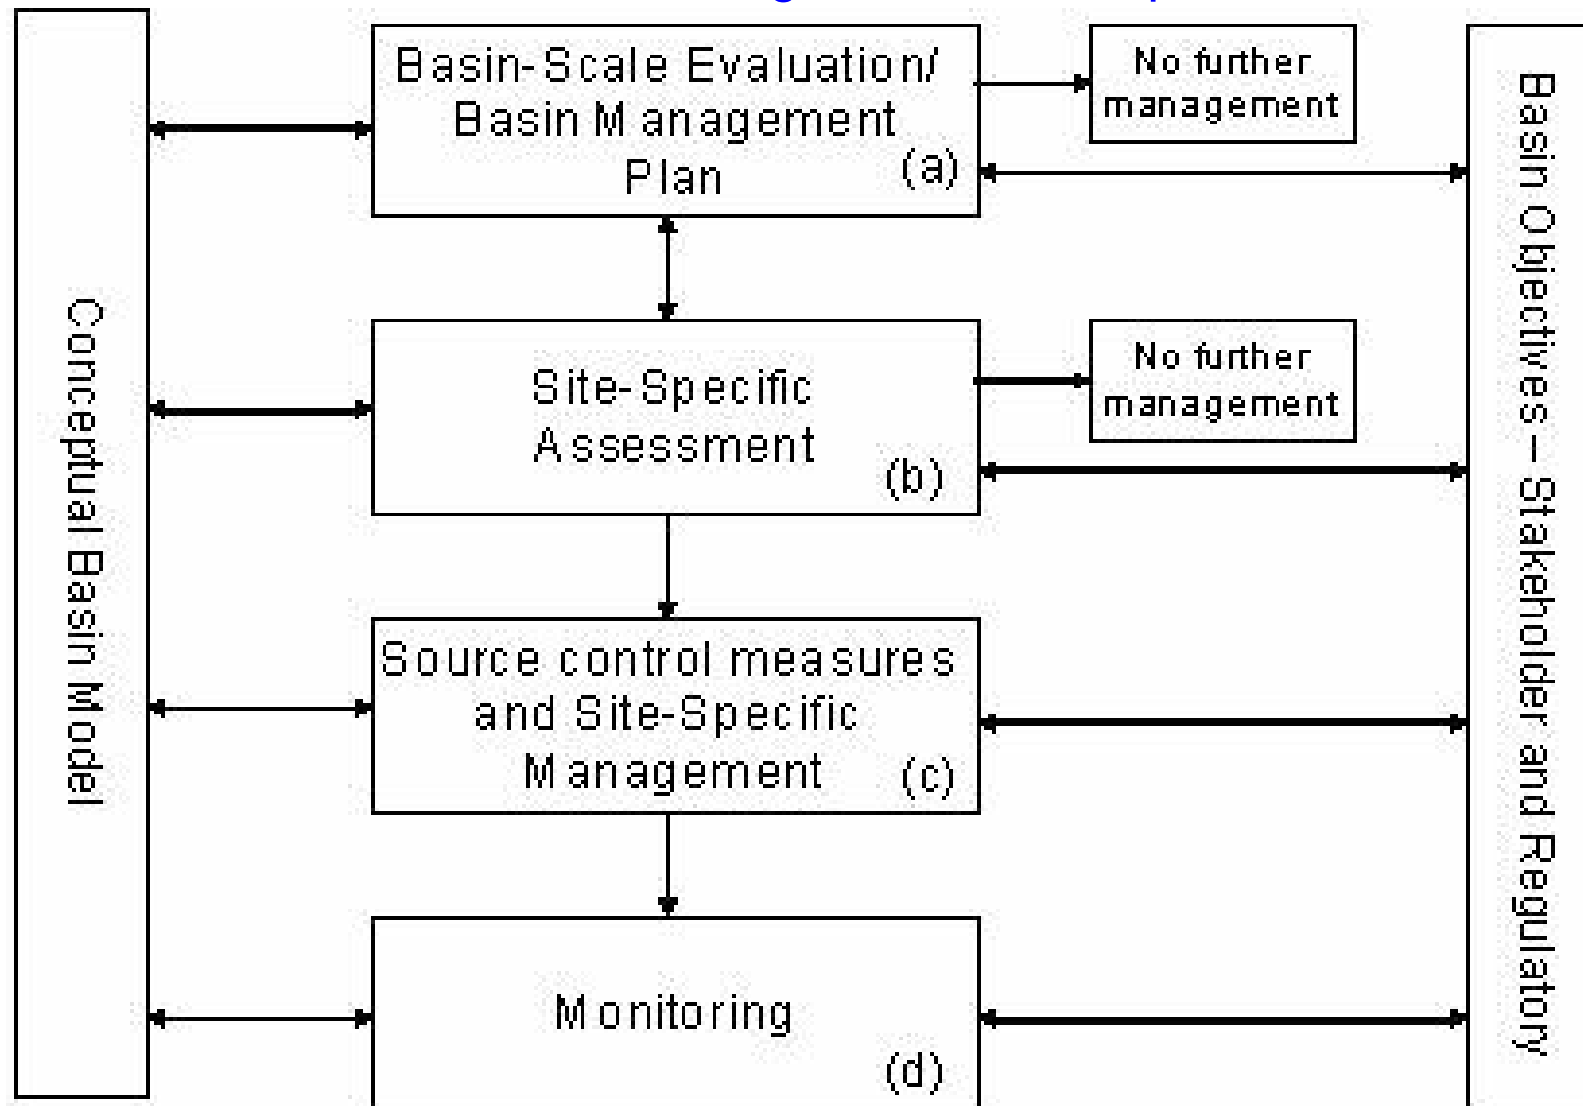 Basin-Scale Evaluation/
Basin Management
Plan
(a)
No further
management
Site-Specific
Assessment
(b)
No further
management
Source control measures
and Site-Specific
Management
(c)
Monitoring
(d)
Conceptual Basin Model
Basin Objectives – Stakeholder and Regulatory